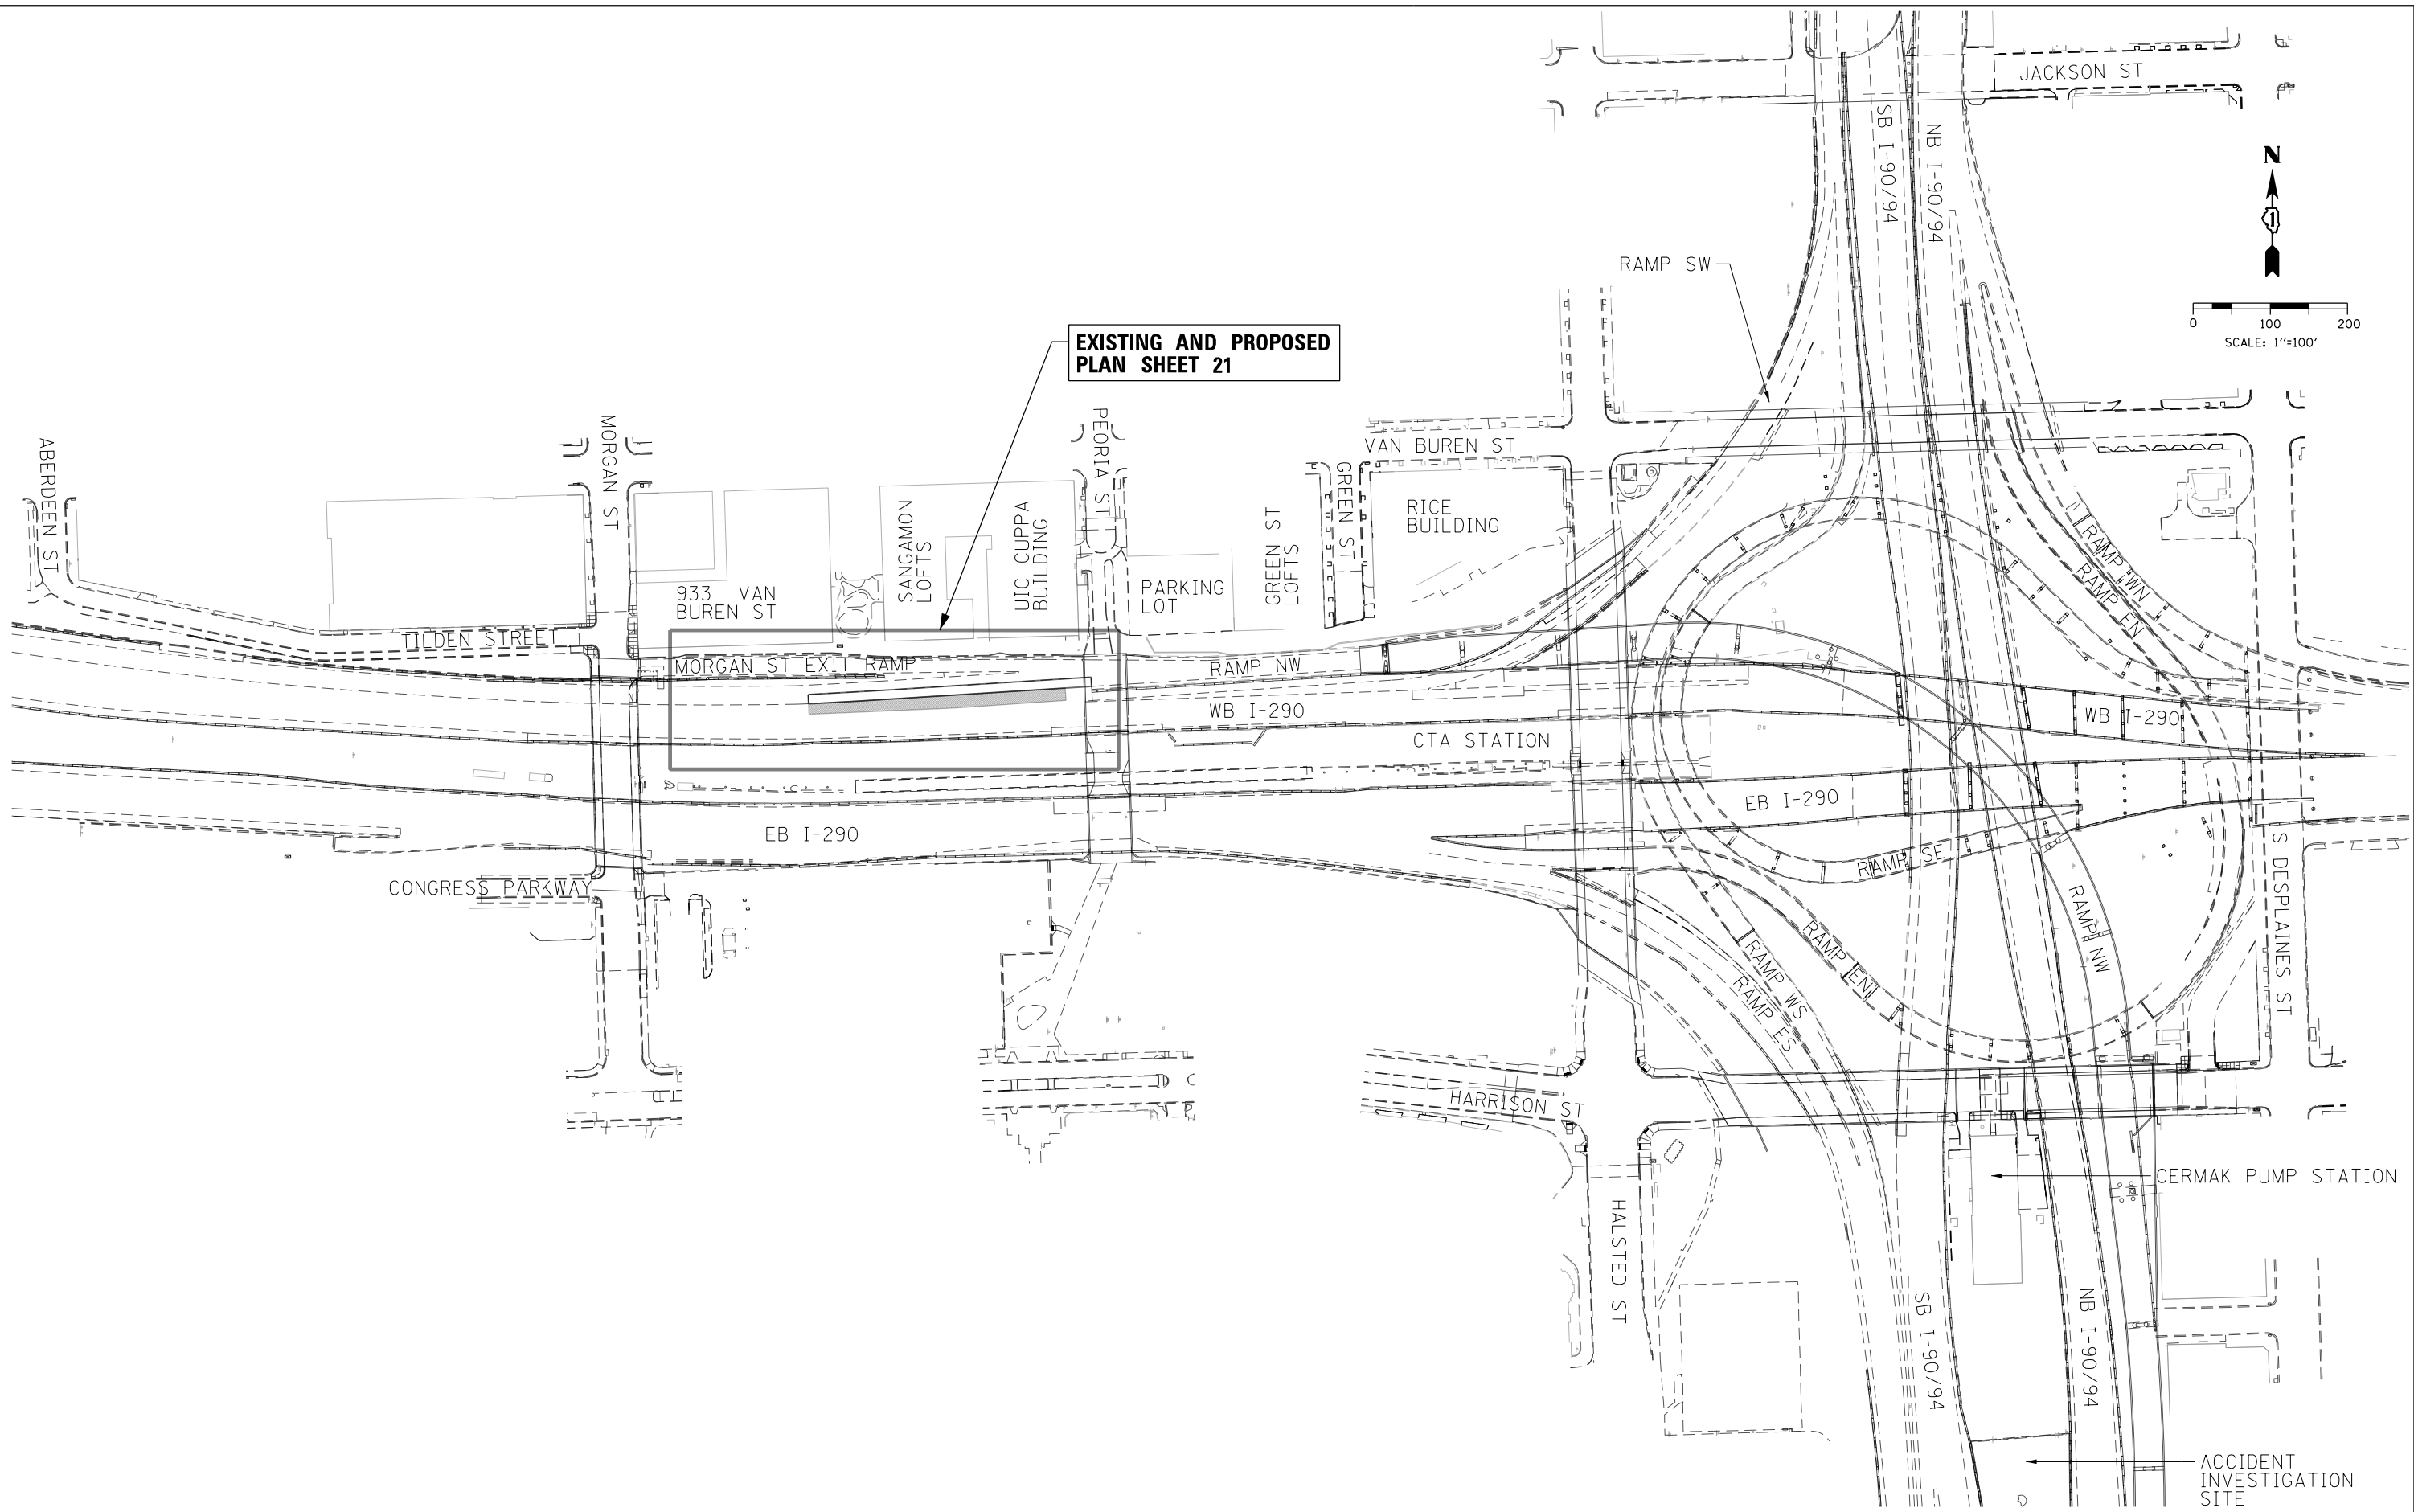 JACKSON ST
SB I-90/94
NB I-90/94
N
1
0 100 200
SCALE: 1"=100'
RAMP SW
EXISTING AND PROPOSED
PLAN SHEET 21
ABERDEEN ST
MORGAN ST
PEORIA ST
VAN BUREN ST
GREEN ST
RICE
BUILDING
SANGAMON
LOFTS
UIC CUPPA
BUILDING
GREEN ST
LOFTS
933 VAN
BUREN ST
PARKING
LOT
RAMP WN
RAMP EN
TILDEN STREET
MORGAN ST EXIT RAMP
RAMP NW
WB I-290
WB I-290
CTA STATION
EB I-290
EB I-290
RAMP SE
CONGRESS PARKWAY
RAMP WS
RAMP ES
RAMP EN
RAMP NW
S DESPLAINES ST
HARRISON ST
HALSTED ST
CERMAK PUMP STATION
SB I-90/94
NB I-90/94
ACCIDENT
INVESTIGATION
SITE